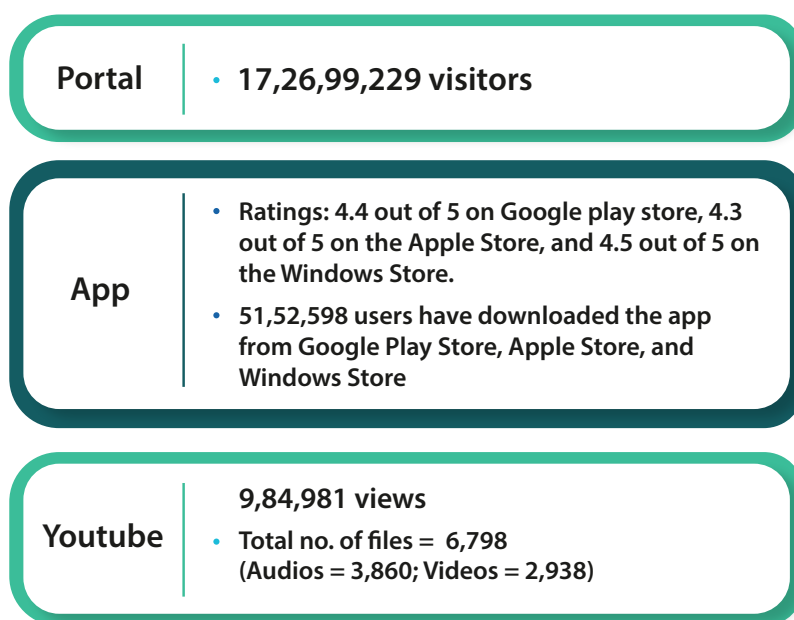 Portal
• 17,26,99,229 visitors
App
• Ratings: 4.4 out of 5 on Google play store, 4.3
out of 5 on the Apple Store, and 4.5 out of 5 on
the Windows Store.
• 51,52,598 users have downloaded the app
from Google Play Store, Apple Store, and
Windows Store
Youtube
9,84,981 views
• Total no. of files = 6,798
(Audios = 3,860; Videos = 2,938)